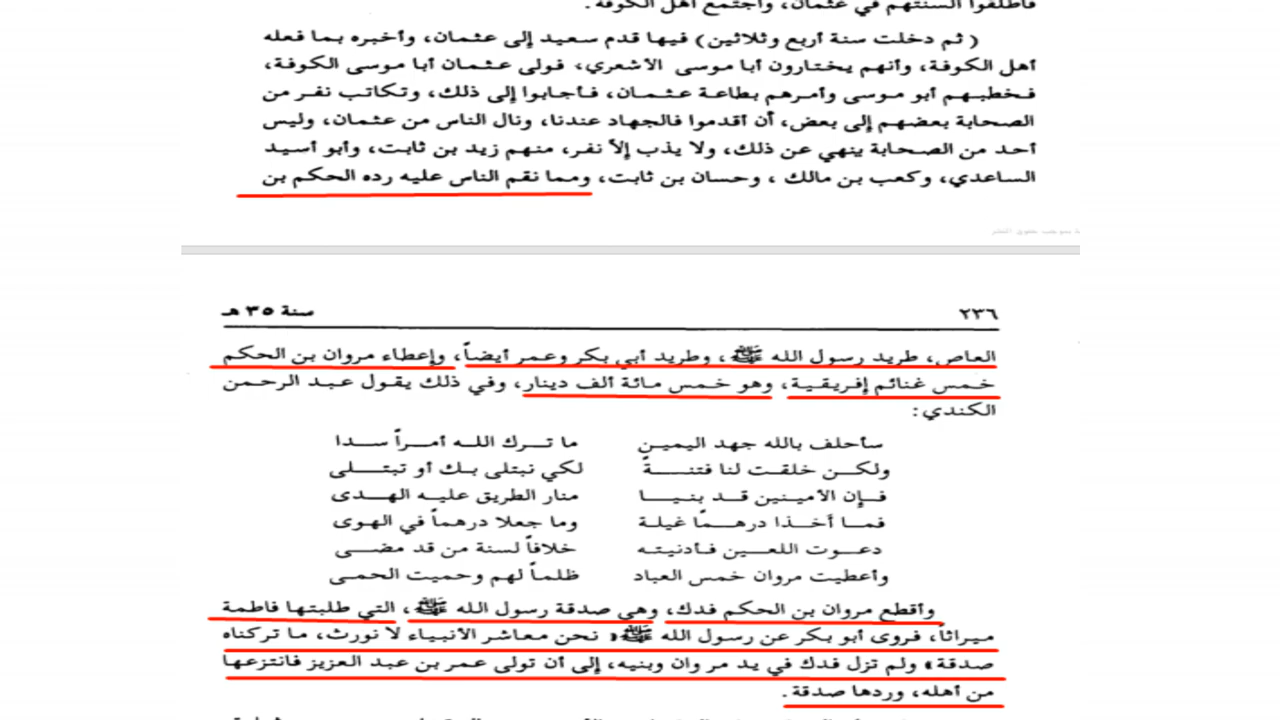 فأطلقوا ألسنتهم في عثمان، واجتمع أهل الكوفة.
( ثم دخلت سنة أربع وثلاثين ) فيها قدم سعيد إلى عثمان، وأخبره بما فعله
أهل الكوفة، وأنهم يختارون أبا موسى الأشعري، فولى عثمان أبا موسى الكوفة،
فخطبهم أبو موسى وأمرهم بطاعة عثمان، فأجابوا إلى ذلك، وتكاتب نفر من
الصحابة بعضهم إلى بعض، أن أقدموا فالجهاد عندنا، ونال الناس من عثمان، وليس
أحد من الصحابة ينهي عن ذلك، ولا يذب إلاّ نفر، منهم زيد بن ثابت، وأبو أسيد
الساعدي، وكعب بن مالك ، وحسان بن ثابت، ومما نقم الناس عليه رده الحكم بن
٢٣٦ سنة ٣٥ هـ
العاص، طريد رسول الله ﷺ، وطريد أبي بكر وعمر أيضاً، وإعطاء مروان بن الحكم
خمس غنائم إفريقية، وهو خمس مائة ألف دينار، وفي ذلك يقول عبد الرحمن
الكندي :
سأحلف بالله جهد اليمين ما ترك الله أمراً سدا
ولكن خلقت لنا فتنةً لكي نبتلى بك أو تبتلى
فإن الأمينين قد بنيا منار الطريق عليه الهدى
فما أخذا درهماً غيلة وما جعلا درهماً في الهوى
دعوت اللعين فأدنيته خلافاً لسنة من قد مضى
وأعطيت مروان خمس العباد ظلماً لهم وحميت الحمى
وأقطع مروان بن الحكم فدك، وهي صدقة رسول الله ﷺ، التي طلبتها فاطمة
ميراثاً، فروى أبو بكر عن رسول الله ﷺ « نحن معاشر الأنبياء لا نورث، ما تركناه
صدقة » ولم تزل فدك في يد مروان وبنيه، إلى أن تولى عمر بن عبد العزيز فانتزعها
من أهله، وردها صدقة .